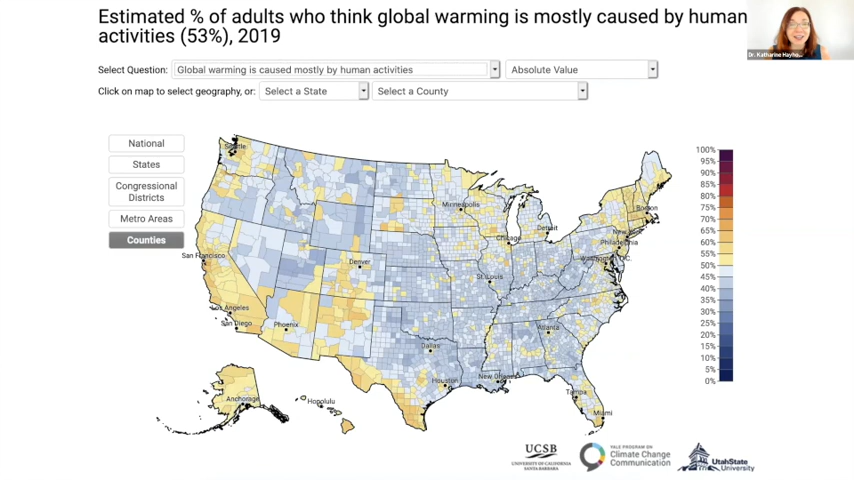 Estimated % of adults who think global warming is mostly caused by human
activities (53%), 2019
Dr. Katharine Hayho...
Select Question: Global warming is caused mostly by human activities Absolute Value
Click on map to select geography, or: Select a State Select a County
National
States
Congressional
Districts
Metro Areas
Counties
Seattle
Minneapolis
Boston
Detroit
New
Chicago
Philadelphia
San Francisco
Denver
Washington, D.C.
St. Louis
Los Angeles
San Diego
Phoenix
Atlanta
Dallas
Houston
New Orleans
Tampa
Miami
Anchorage
Honolulu
100%
95%
90%
85%
80%
75%
70%
65%
60%
55%
50%
45%
40%
35%
30%
25%
20%
15%
10%
5%
0%
UCSB
UNIVERSITY OF CALIFORNIA
SANTA BARBARA
YALE PROGRAM ON
Climate Change
Communication
UtahState
University